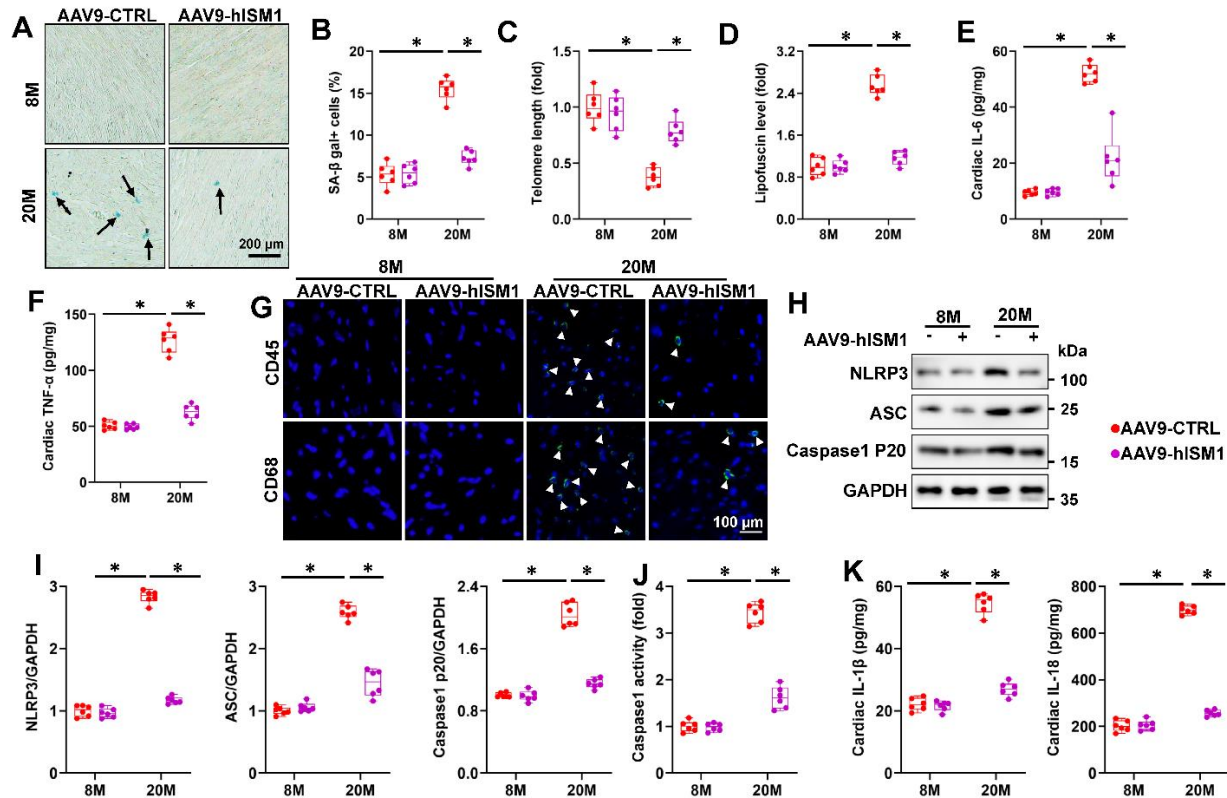 AAV9-CTRL AAV9-hISM1
A
8M
20M
200 µm
B
SA-β gal+ cells (%)
20
15
10
5
0
8M 20M
* *
C
Telomere length (fold)
1.5
1.0
0.5
0.0
8M 20M
* *
D
Lipofuscin level (fold)
3.6
2.4
1.2
0.0
8M 20M
* *
E
Cardiac IL-6 (pg/mg)
60
40
20
0
8M 20M
* *
F
Cardiac TNF-α (pg/mg)
150
100
50
0
8M 20M
* *
G
8M 20M
AAV9-CTRL AAV9-hISM1 AAV9-CTRL AAV9-hISM1
CD45
CD68
100 µm
H
8M 20M
AAV9-hISM1 - + - + kDa
NLRP3 100
ASC 25
Caspase1 P20 15
GAPDH 35
AAV9-CTRL
AAV9-hISM1
I
NLRP3/GAPDH
3
2
1
0
8M 20M
* *
ASC/GAPDH
3
2
1
0
8M 20M
* *
Caspase1 p20/GAPDH
2.4
1.8
1.2
0.6
0.0
8M 20M
* *
J
Caspase1 activity (fold)
4
3
2
1
0
8M 20M
* *
K
Cardiac IL-1β (pg/mg)
60
40
20
0
8M 20M
* *
Cardiac IL-18 (pg/mg)
800
600
400
200
0
8M 20M
* *